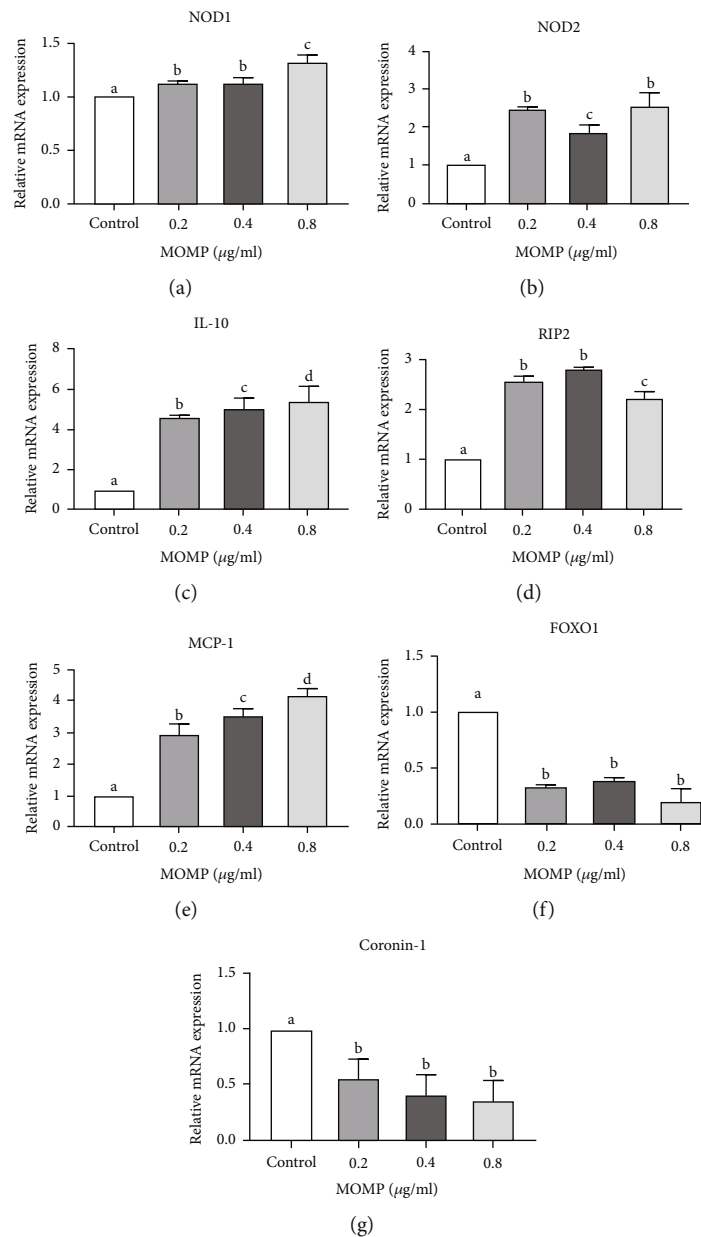 NOD1
Relative mRNA expression
1.5
1.0
0.5
0.0
a
b
b
c
Control
0.2
0.4
0.8
MOMP (μg/ml)
(a)
NOD2
Relative mRNA expression
4
3
2
1
0
a
b
c
b
Control
0.2
0.4
0.8
MOMP (μg/ml)
(b)
IL-10
Relative mRNA expression
8
6
4
2
0
a
b
c
d
Control
0.2
0.4
0.8
MOMP (μg/ml)
(c)
RIP2
Relative mRNA expression
3
2
1
0
a
b
b
c
Control
0.2
0.4
0.8
MOMP (μg/ml)
(d)
MCP-1
Relative mRNA expression
5
4
3
2
1
0
a
b
c
d
Control
0.2
0.4
0.8
MOMP (μg/ml)
(e)
FOXO1
Relative mRNA expression
1.5
1.0
0.5
0.0
a
b
b
b
Control
0.2
0.4
0.8
MOMP (μg/ml)
(f)
Coronin-1
Relative mRNA expression
1.5
1.0
0.5
0.0
a
b
b
b
Control
0.2
0.4
0.8
MOMP (μg/ml)
(g)